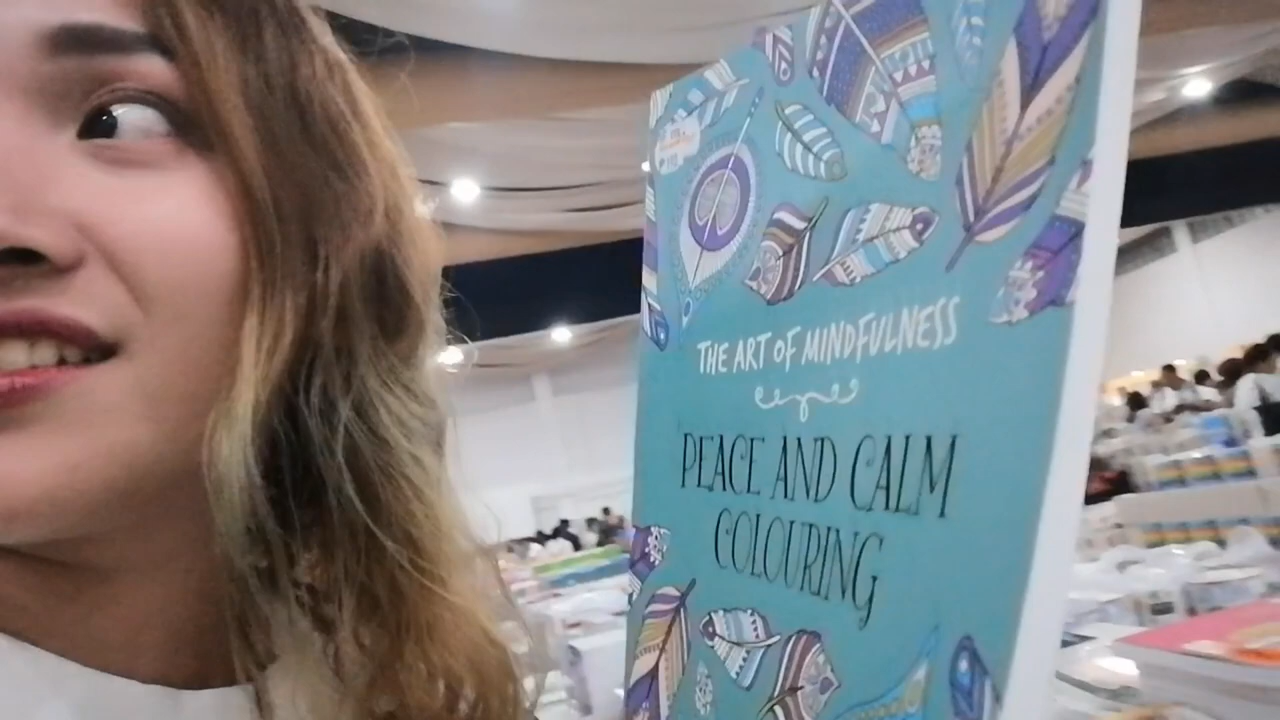 THE ART OF MINDFULNESS
PEACE AND CALM
COLOURING